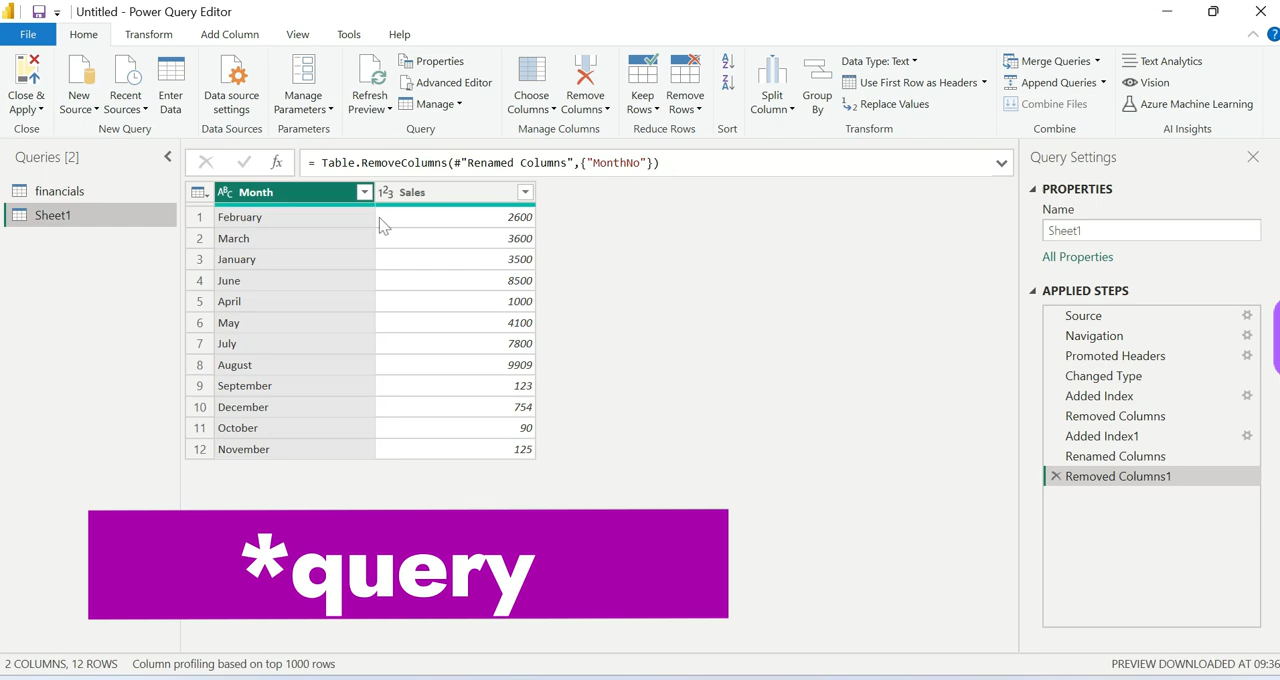 Untitled - Power Query Editor
File Home Transform Add Column View Tools Help
Close & Apply
New Source
Recent Sources
Enter Data
Data source settings
Manage Parameters
Refresh Preview
Properties
Advanced Editor
Manage
Choose Columns
Remove Columns
Keep Rows
Remove Rows
Split Column
Group By
Data Type: Text
Use First Row as Headers
Replace Values
Merge Queries
Append Queries
Combine Files
Text Analytics
Vision
Azure Machine Learning
Close New Query Data Sources Parameters Query Manage Columns Reduce Rows Sort Transform Combine AI Insights
Queries [2]
financials
Sheet1
fx = Table.RemoveColumns(#"Renamed Columns",{"MonthNo"})
ABC Month 123 Sales
1 February 2600
2 March 3600
3 January 3500
4 June 8500
5 April 1000
6 May 4100
7 July 7800
8 August 9909
9 September 123
10 December 754
11 October 90
12 November 125
*query
Query Settings
PROPERTIES
Name
Sheet1
All Properties
APPLIED STEPS
Source
Navigation
Promoted Headers
Changed Type
Added Index
Removed Columns
Added Index1
Renamed Columns
Removed Columns1
2 COLUMNS, 12 ROWS Column profiling based on top 1000 rows
PREVIEW DOWNLOADED AT 09:36